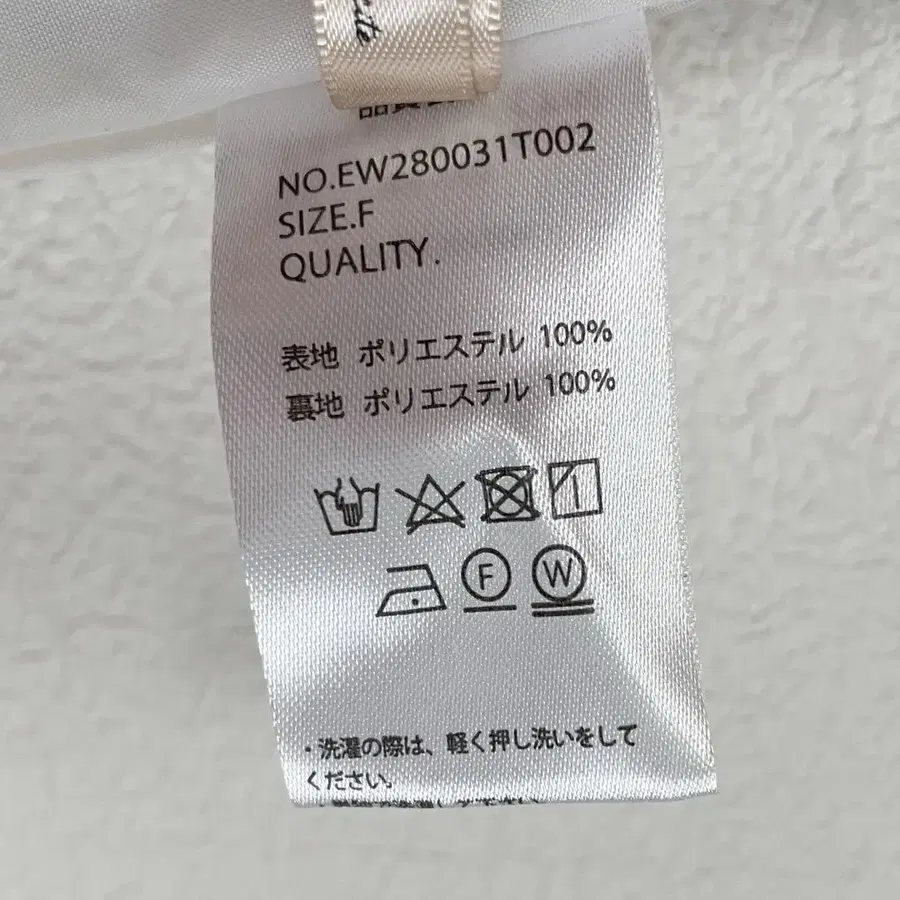 NO.EW280031T002
SIZE.F
QUALITY.
表地 ポリエステル 100%
裏地 ポリエステル 100%
F W
・洗濯の際は、軽く押し洗いをして
ください。